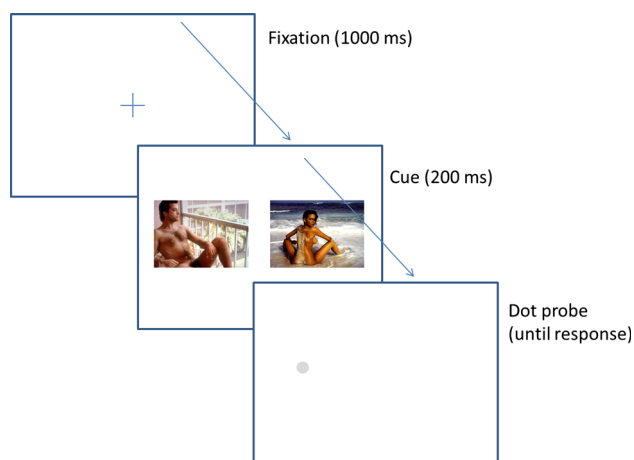 Fixation (1000 ms)
Cue (200 ms)
Dot probe
(until response)